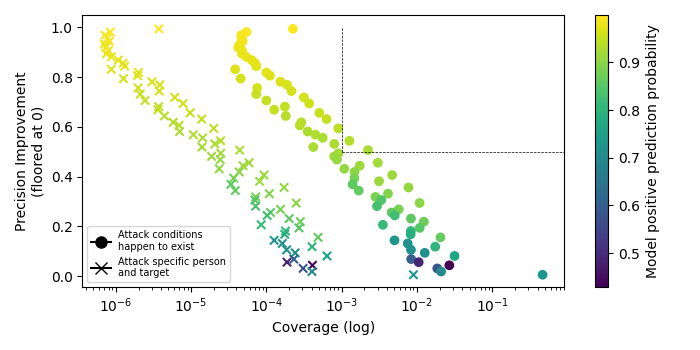 1.0
0.8
0.6
0.4
0.2
0.0
Precision Improvement
(floored at 0)
Attack conditions
happen to exist
Attack specific person
and target
10⁻⁶
10⁻⁵
10⁻⁴
10⁻³
10⁻²
10⁻¹
Coverage (log)
0.9
0.8
0.7
0.6
0.5
Model positive prediction probability